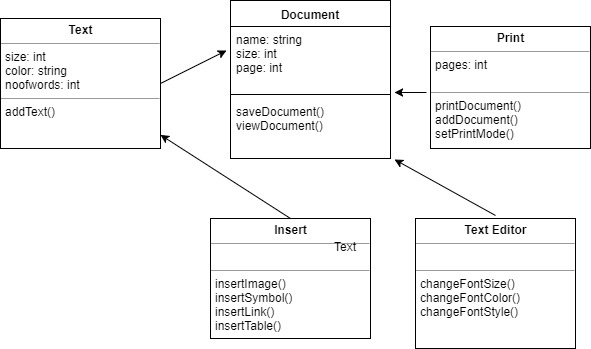 Text
size: int
color: string
noofwords: int
addText()
Document
name: string
size: int
page: int
saveDocument()
viewDocument()
Print
pages: int
printDocument()
addDocument()
setPrintMode()
Insert
Text
insertImage()
insertSymbol()
insertLink()
insertTable()
Text Editor
changeFontSize()
changeFontColor()
changeFontStyle()